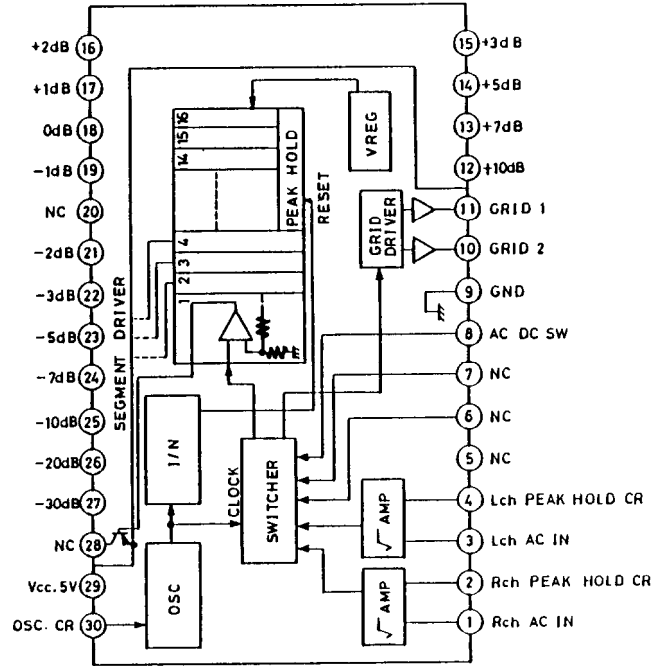 +2dB 16
+1dB 17
0dB 18
-1dB 19
NC 20
-2dB 21
-3dB 22
-5dB 23
-7dB 24
-10dB 25
-20dB 26
-30dB 27
NC 28
Vcc.5V 29
OSC. CR 30
SEGMENT DRIVER
16
15
14
4
3
2
1
PEAK HOLD
RESET
VREG
GRID DRIVER
1/N
CLOCK
SWITCHER
OSC
√ AMP
√ AMP
15 +3dB
14 +5dB
13 +7dB
12 +10dB
11 GRID 1
10 GRID 2
9 GND
8 AC DC SW
7 NC
6 NC
5 NC
4 Lch PEAK HOLD CR
3 Lch AC IN
2 Rch PEAK HOLD CR
1 Rch AC IN